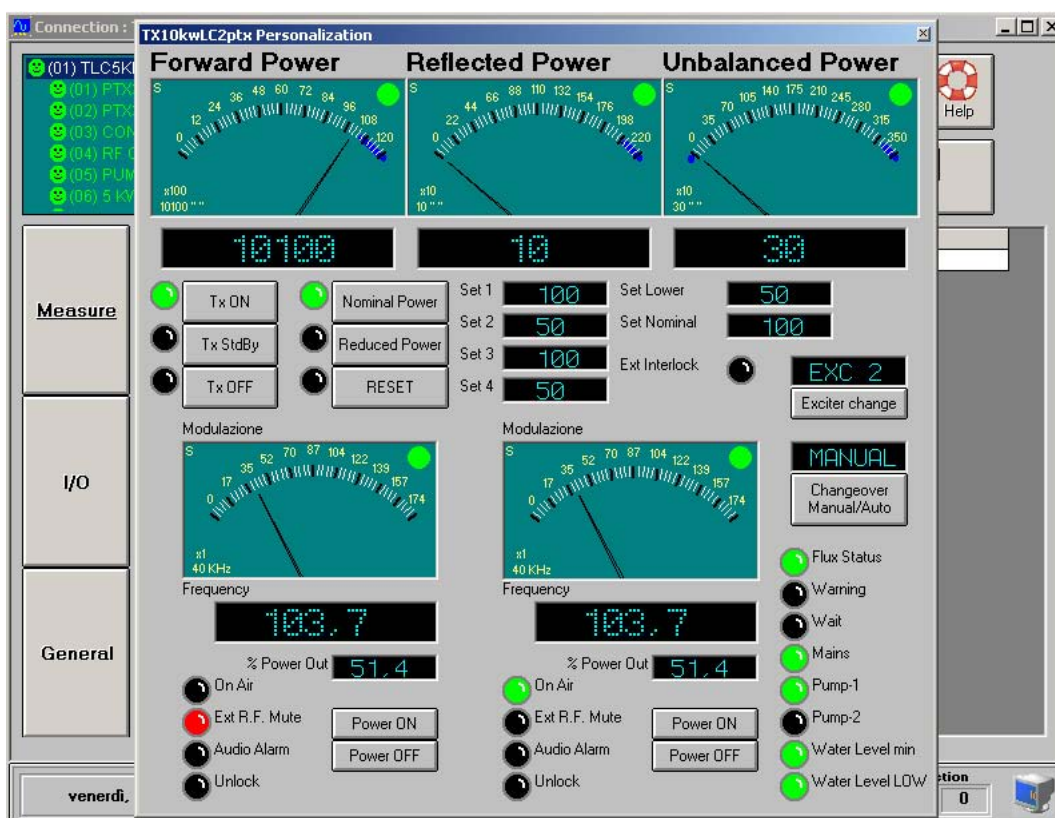 Connection :
TX10kwLC2ptx Personalization
(01) TLC5K
(01) PTX
(02) PTX
(03) CON
(04) RF
(05) PUM
(06) 5 KW
Forward Power
Reflected Power
Unbalanced Power
S
0 12 24 36 48 60 72 84 96 108 120
x100
10100 " "
S
0 22 44 66 88 110 132 154 176 198 220
x10
10 " "
S
0 35 70 105 140 175 210 245 280 315 350
x10
30 " "
Help
10100
10
30
Measure
I/O
General
Tx ON
Tx StdBy
Tx OFF
Nominal Power
Reduced Power
RESET
Set 1 100
Set 2 50
Set 3 100
Set 4 50
Set Lower 50
Set Nominal 100
Ext Interlock
EXC 2
Exciter change
MANUAL
Changeover
Manual/Auto
Modulazione
S
0 17 35 52 70 87 104 122 139 157 174
x1
40 KHz
Frequency
103.7
% Power Out 51,4
On Air
Ext R.F. Mute
Audio Alarm
Unlock
Power ON
Power OFF
Modulazione
S
0 17 35 52 70 87 104 122 139 157 174
x1
40 KHz
Frequency
103.7
% Power Out 51,4
On Air
Ext R.F. Mute
Audio Alarm
Unlock
Power ON
Power OFF
Flux Status
Warning
Wait
Mains
Pump-1
Pump-2
Water Level min
Water Level LOW
venerdì,
ction
0